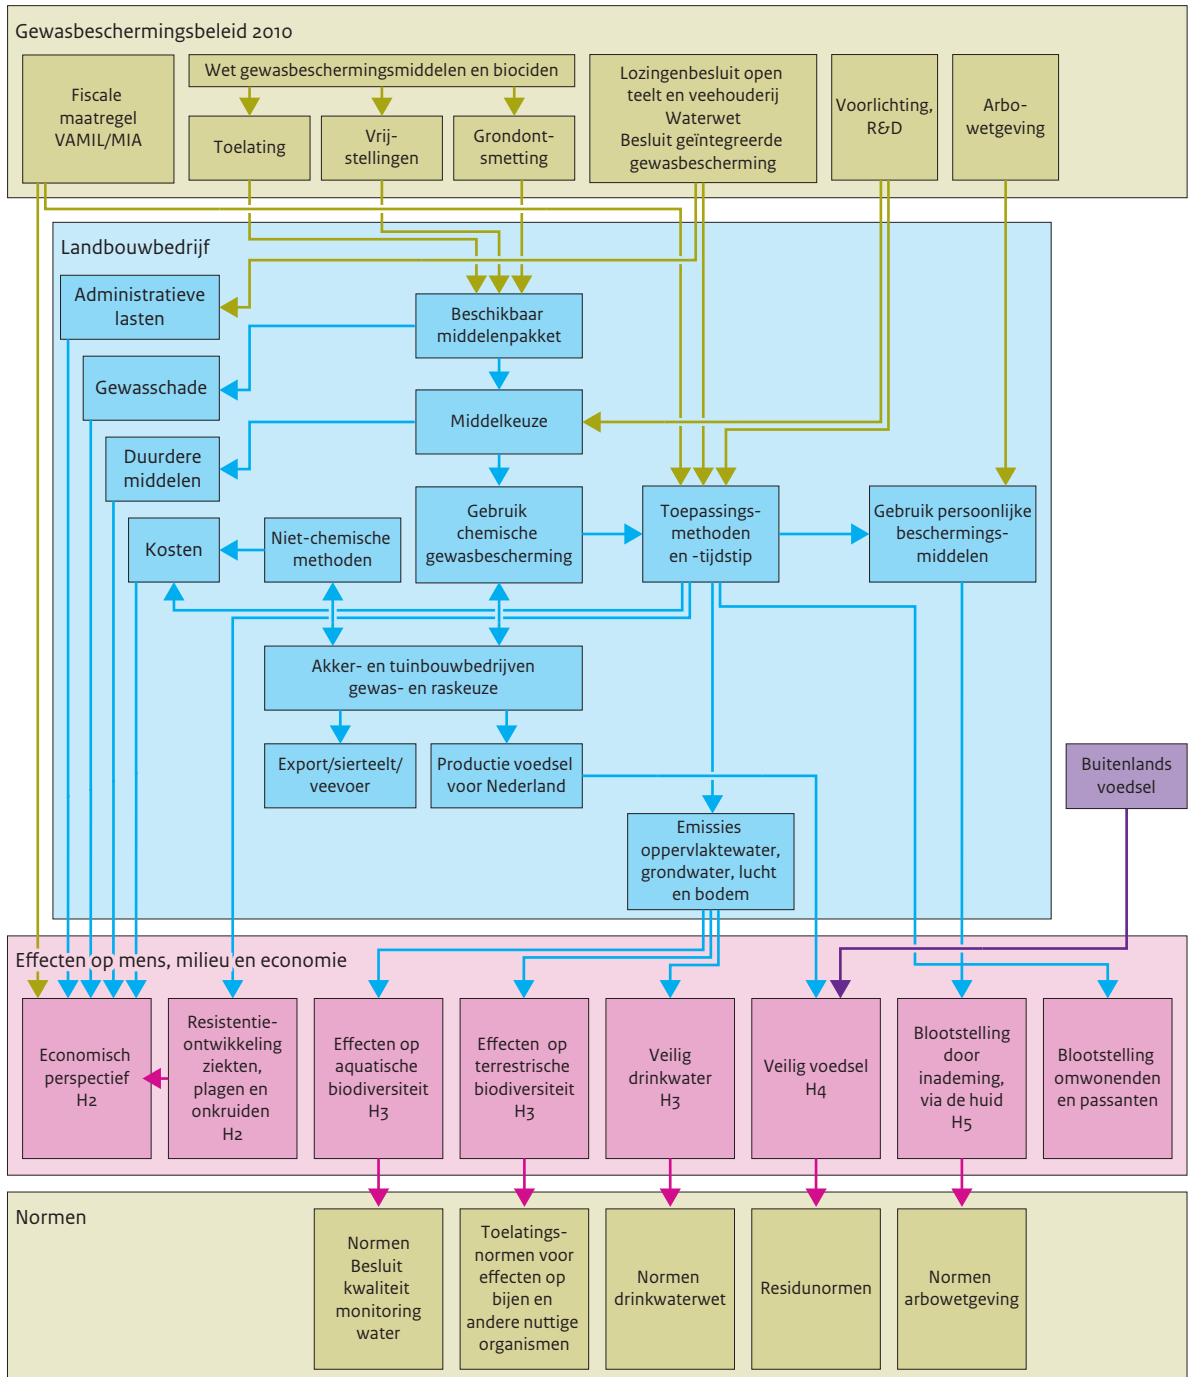 Gewasbeschermingsbeleid 2010
Fiscale
maatregel
VAMIL/MIA
Wet gewasbeschermingsmiddelen en biociden
Toelating
Vrij-
stellingen
Grondont-
smetting
Lozingenbesluit open
teelt en veehouderij
Waterwet
Besluit geïntegreerde
gewasbescherming
Voorlichting,
R&D
Arbo-
wetgeving
Landbouwbedrijf
Administratieve
lasten
Beschikbaar
middelenpakket
Gewasschade
Middelkeuze
Duurdere
middelen
Kosten
Niet-chemische
methoden
Gebruik
chemische
gewasbescherming
Toepassings-
methoden
en -tijdstip
Gebruik persoonlijke
beschermings-
middelen
Akker- en tuinbouwbedrijven
gewas- en raskeuze
Export/sierteelt/
veevoer
Productie voedsel
voor Nederland
Buitenlands
voedsel
Emissies
oppervlaktewater,
grondwater, lucht
en bodem
Effecten op mens, milieu en economie
Economisch
perspectief
H2
Resistentie-
ontwikkeling
ziekten,
plagen en
onkruiden
H2
Effecten op
aquatische
biodiversiteit
H3
Effecten op
terrestrische
biodiversiteit
H3
Veilig
drinkwater
H3
Veilig voedsel
H4
Blootstelling
door
inademing,
via de huid
H5
Blootstelling
omwonenden
en passanten
Normen
Normen
Besluit
kwaliteit
monitoring
water
Toelatings-
normen voor
effecten op
bijen en
andere nuttige
organismen
Normen
drinkwaterwet
Residunormen
Normen
arbowetgeving